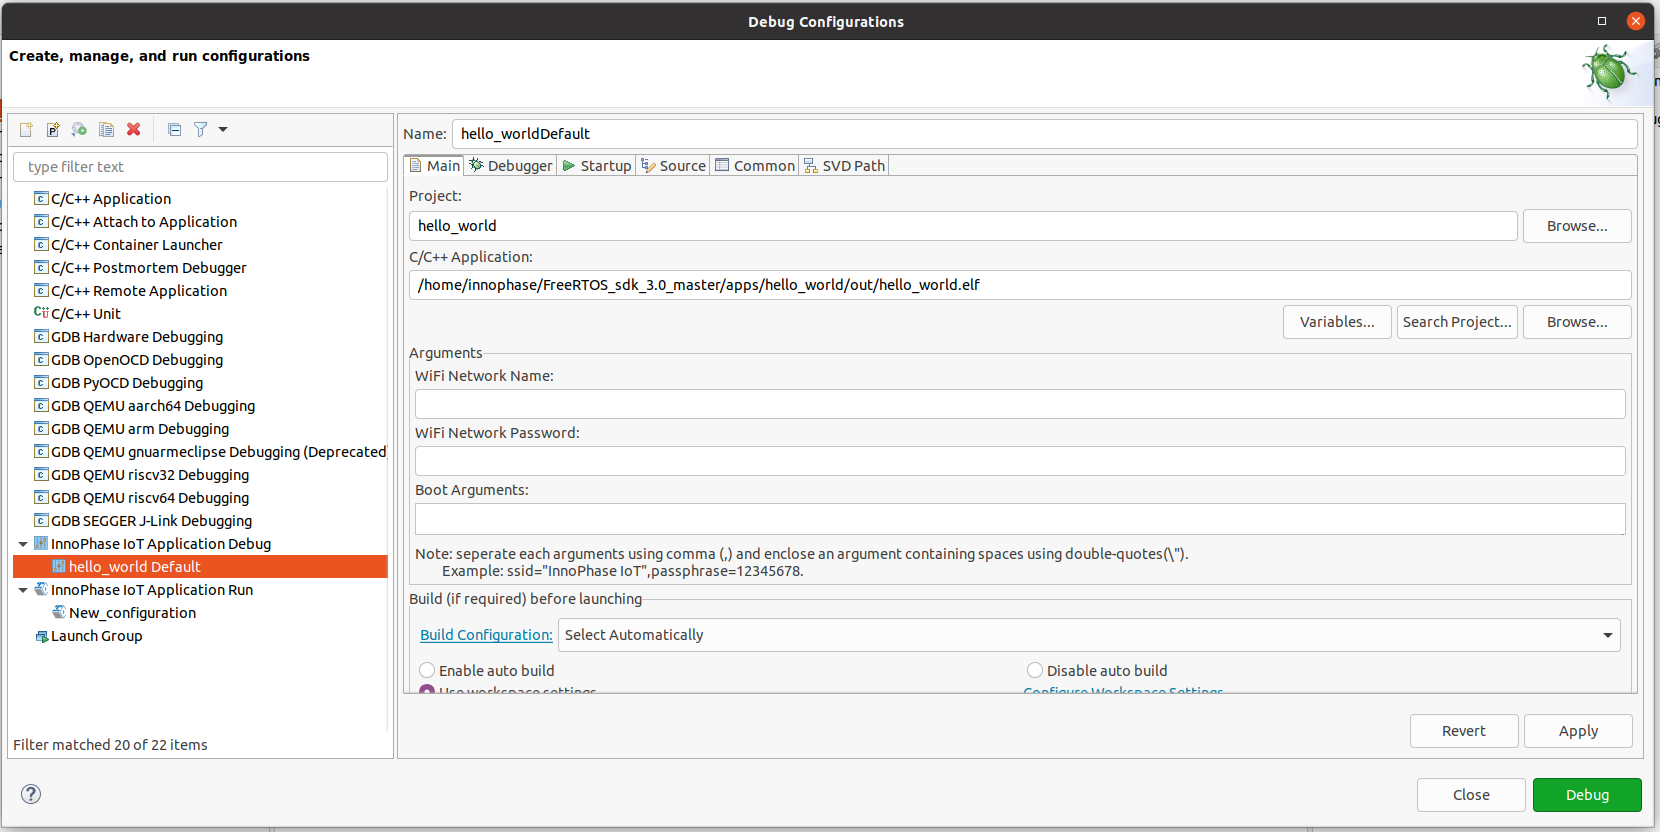 Debug Configurations
Create, manage, and run configurations
type filter text
C/C++ Application
C/C++ Attach to Application
C/C++ Container Launcher
C/C++ Postmortem Debugger
C/C++ Remote Application
C/C++ Unit
GDB Hardware Debugging
GDB OpenOCD Debugging
GDB PyOCD Debugging
GDB QEMU aarch64 Debugging
GDB QEMU arm Debugging
GDB QEMU gnuarmeclipse Debugging (Deprecated
GDB QEMU riscv32 Debugging
GDB QEMU riscv64 Debugging
GDB SEGGER J-Link Debugging
InnoPhase IoT Application Debug
hello_world Default
InnoPhase IoT Application Run
New_configuration
Launch Group
Filter matched 20 of 22 items
Name: hello_worldDefault
Main Debugger Startup Source Common SVD Path
Project:
hello_world Browse...
C/C++ Application:
/home/innophase/FreeRTOS_sdk_3.0_master/apps/hello_world/out/hello_world.elf
Variables... Search Project... Browse...
Arguments
WiFi Network Name:
WiFi Network Password:
Boot Arguments:
Note: seperate each arguments using comma (,) and enclose an argument containing spaces using double-quotes(\").
Example: ssid="InnoPhase IoT",passphrase=12345678.
Build (if required) before launching
Build Configuration: Select Automatically
Enable auto build Disable auto build
Use workspace settings Configure Workspace Settings
Revert Apply
Close Debug